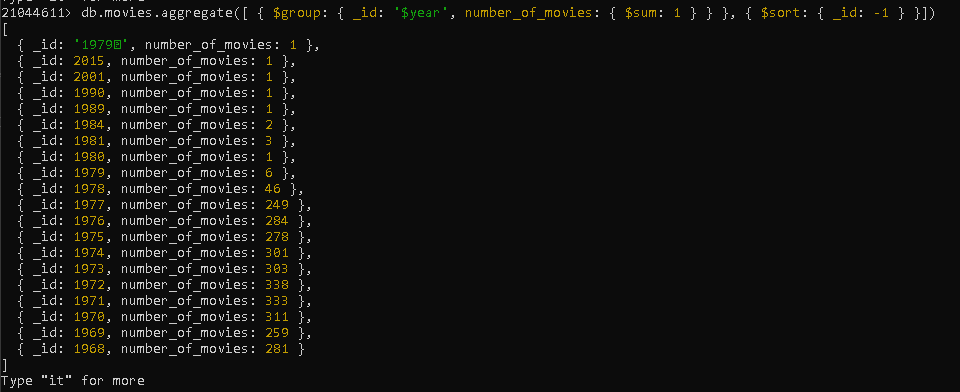 21044611> db.movies.aggregate([ { $group: { _id: '$year', number_of_movies: { $sum: 1 } } }, { $sort: { _id: -1 } }])
[
  { _id: '1979�', number_of_movies: 1 },
  { _id: 2015, number_of_movies: 1 },
  { _id: 2001, number_of_movies: 1 },
  { _id: 1990, number_of_movies: 1 },
  { _id: 1989, number_of_movies: 1 },
  { _id: 1984, number_of_movies: 2 },
  { _id: 1981, number_of_movies: 3 },
  { _id: 1980, number_of_movies: 1 },
  { _id: 1979, number_of_movies: 6 },
  { _id: 1978, number_of_movies: 46 },
  { _id: 1977, number_of_movies: 249 },
  { _id: 1976, number_of_movies: 284 },
  { _id: 1975, number_of_movies: 278 },
  { _id: 1974, number_of_movies: 301 },
  { _id: 1973, number_of_movies: 303 },
  { _id: 1972, number_of_movies: 338 },
  { _id: 1971, number_of_movies: 333 },
  { _id: 1970, number_of_movies: 311 },
  { _id: 1969, number_of_movies: 259 },
  { _id: 1968, number_of_movies: 281 }
]
Type "it" for more